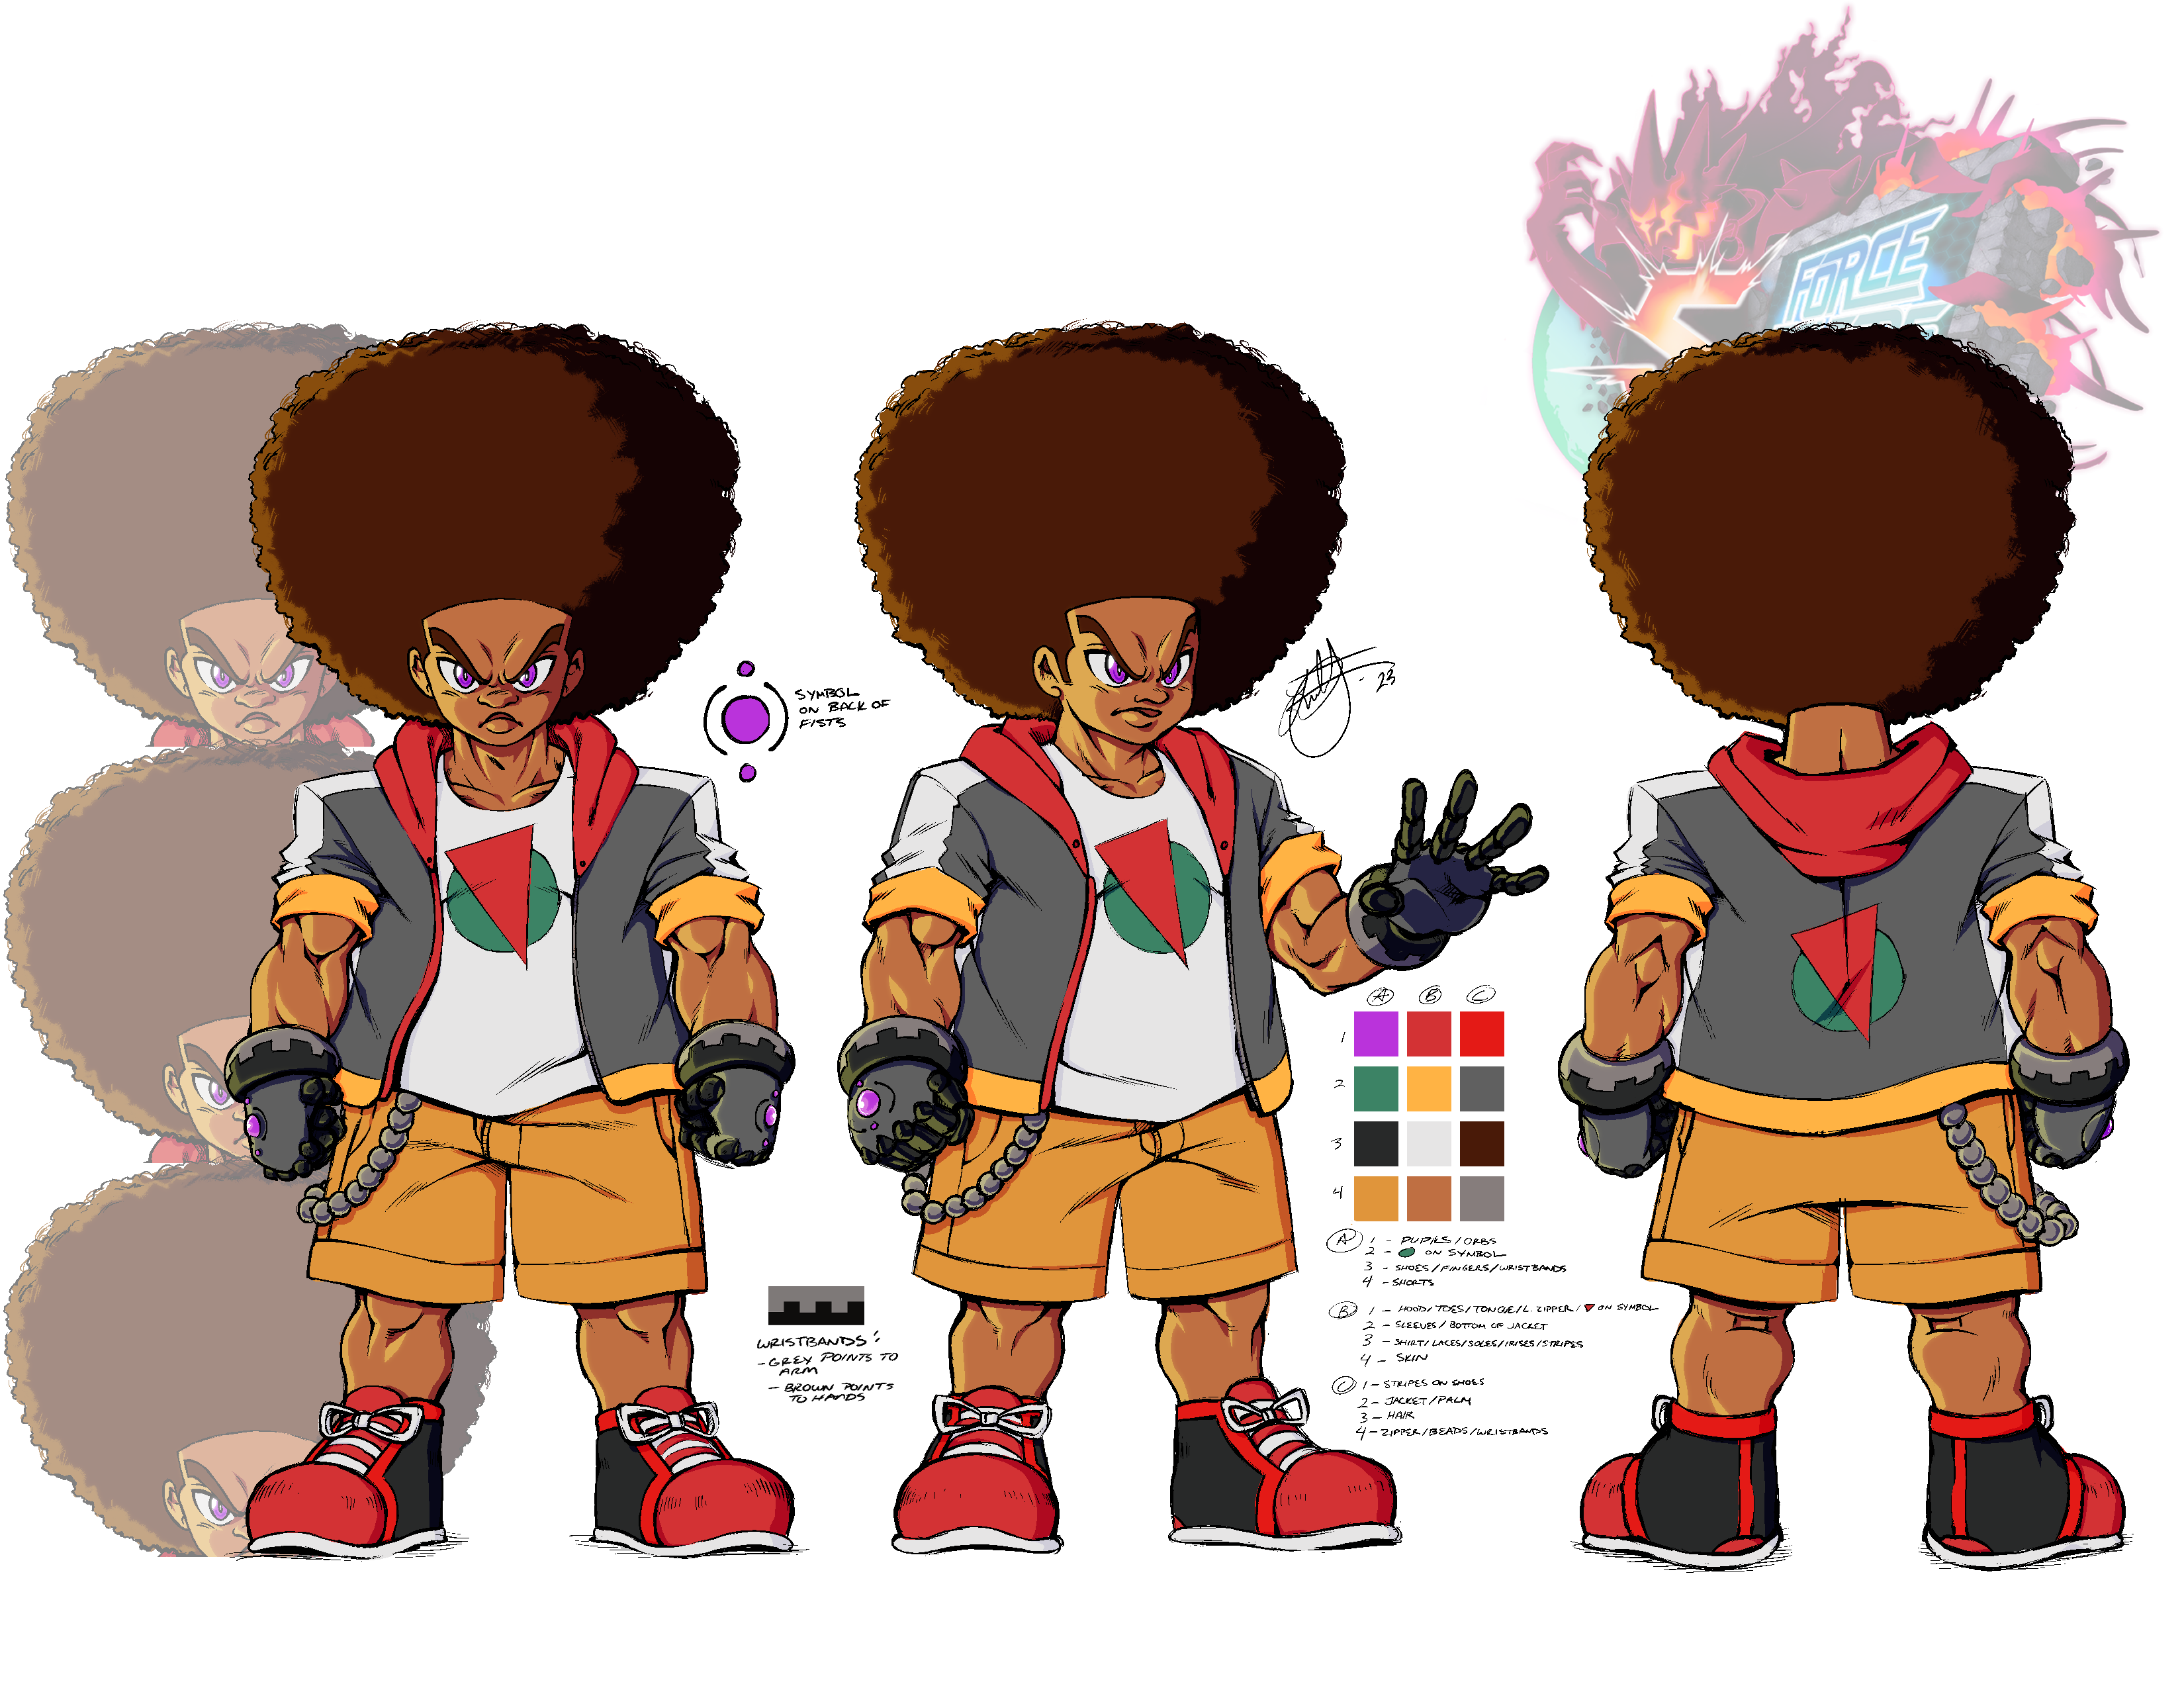 FORCE
SYMBOL
ON BACK OF
FISTS
23
A B C
1
2
3
4
A 1 - PUPILS/ORBS
2 - ON SYMBOL
3 - SHOES/FINGERS/WRISTBANDS
4 - SHORTS
B 1 - HOOD/TOES/TONGUE/L. ZIPPER/ ON SYMBOL
2 - SLEEVES/BOTTOM OF JACKET
3 - SHIRT/LACES/SOLES/IRISES/STRIPES
4 - SKIN
C 1 - STRIPES ON SHOES
2 - JACKET/PALM
3 - HAIR
4 - ZIPPER/BEADS/WRISTBANDS
WRISTBANDS:
- GREY POINTS TO
ARM
- BROWN POINTS
TO HANDS